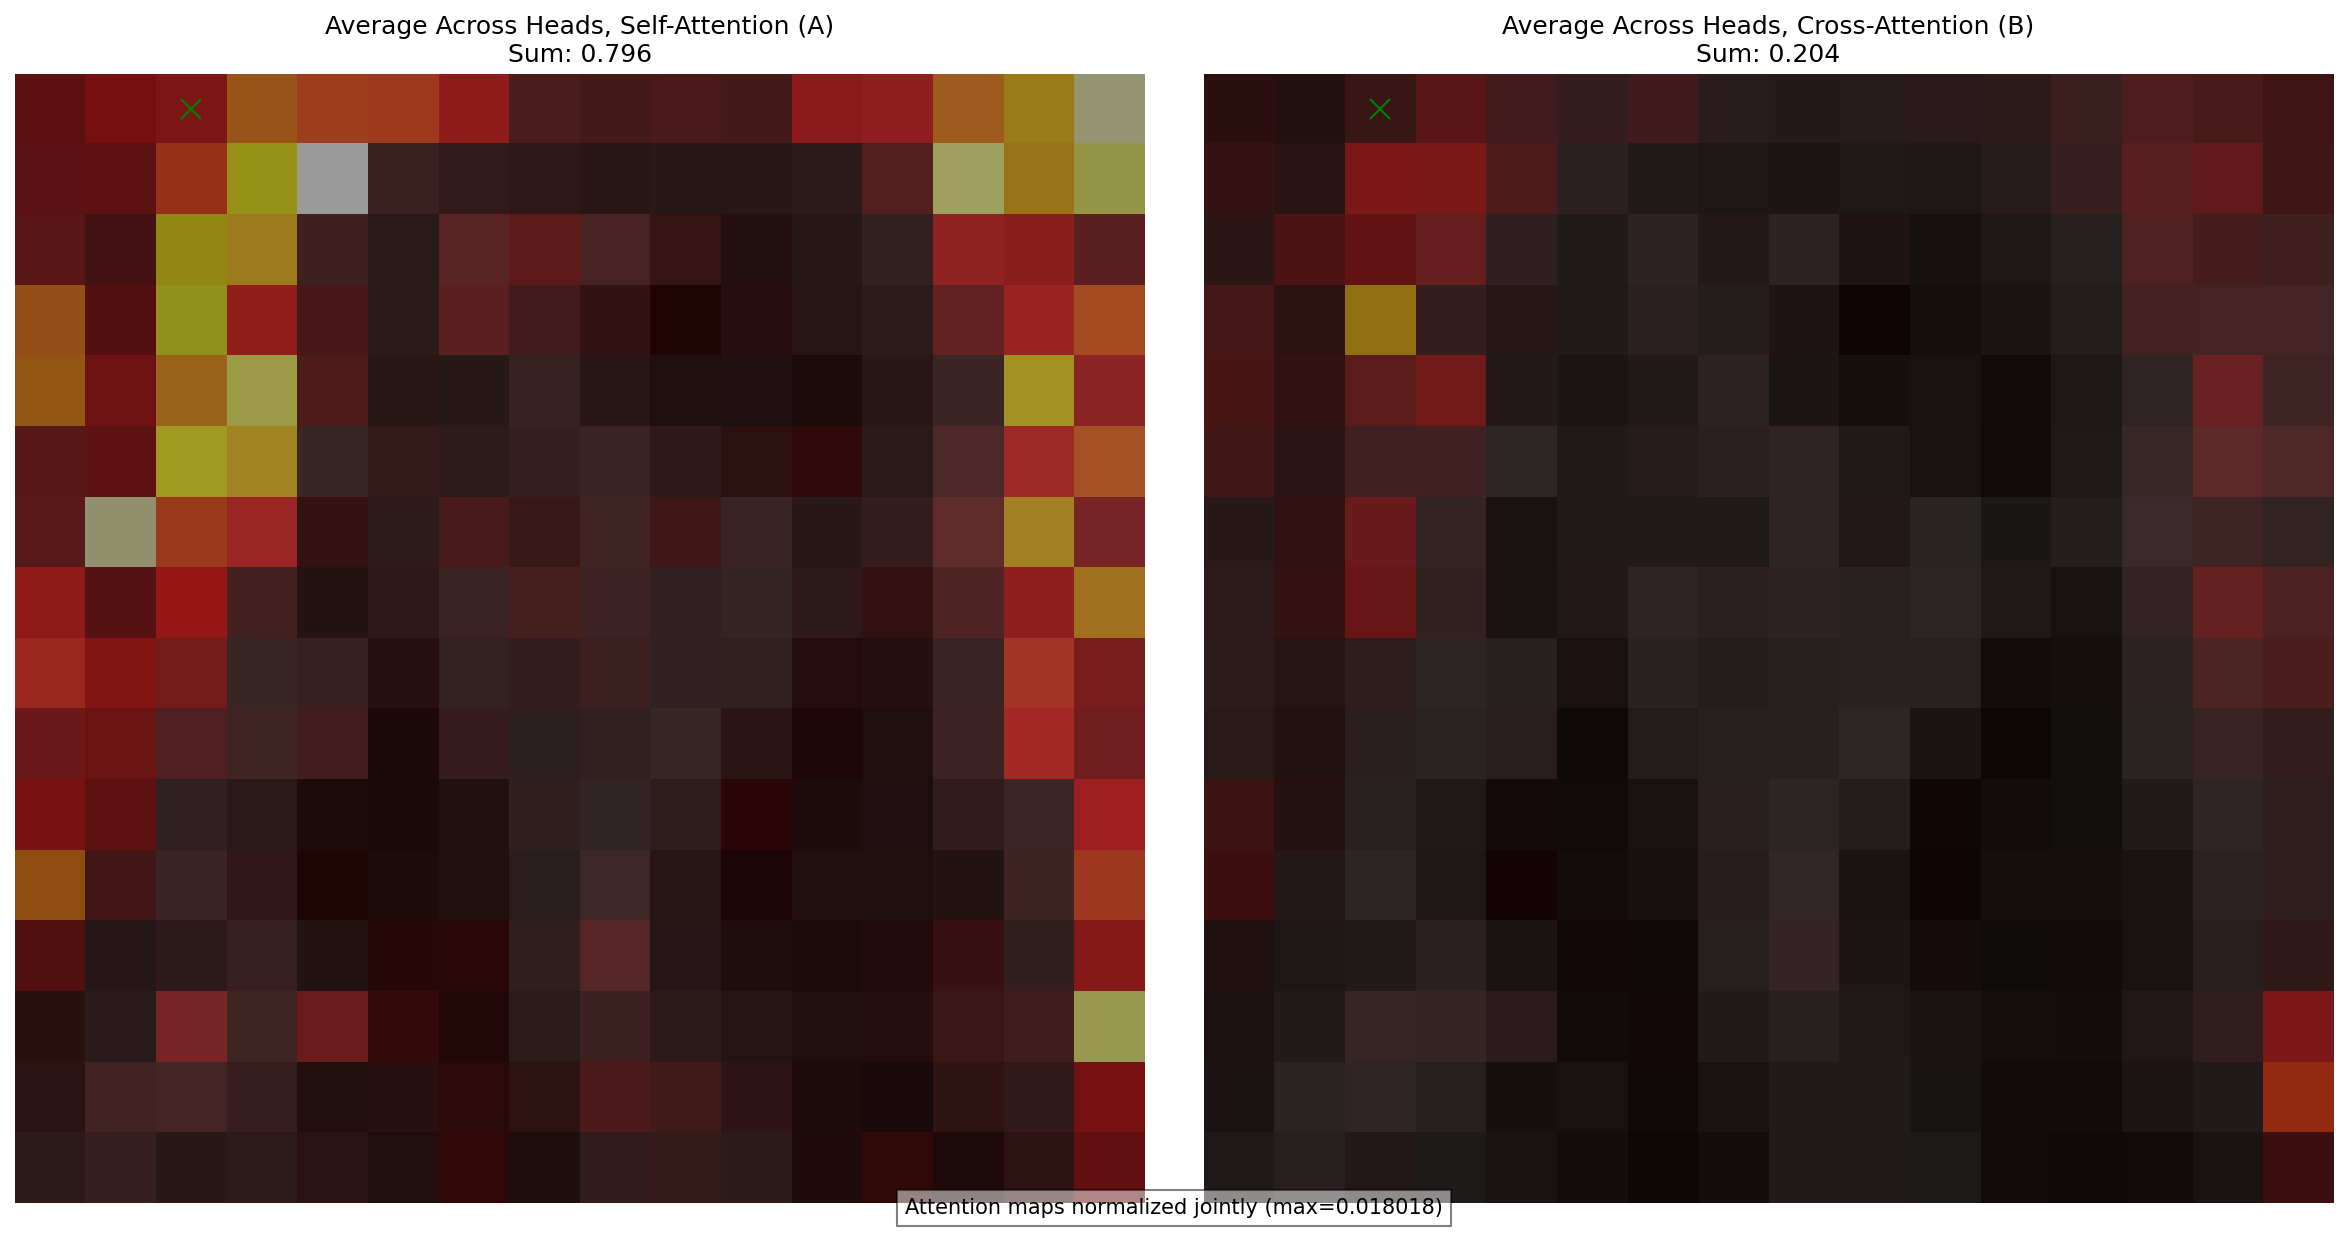 Average Across Heads, Self-Attention (A)
Sum: 0.796
Average Across Heads, Cross-Attention (B)
Sum: 0.204
Attention maps normalized jointly (max=0.018018)